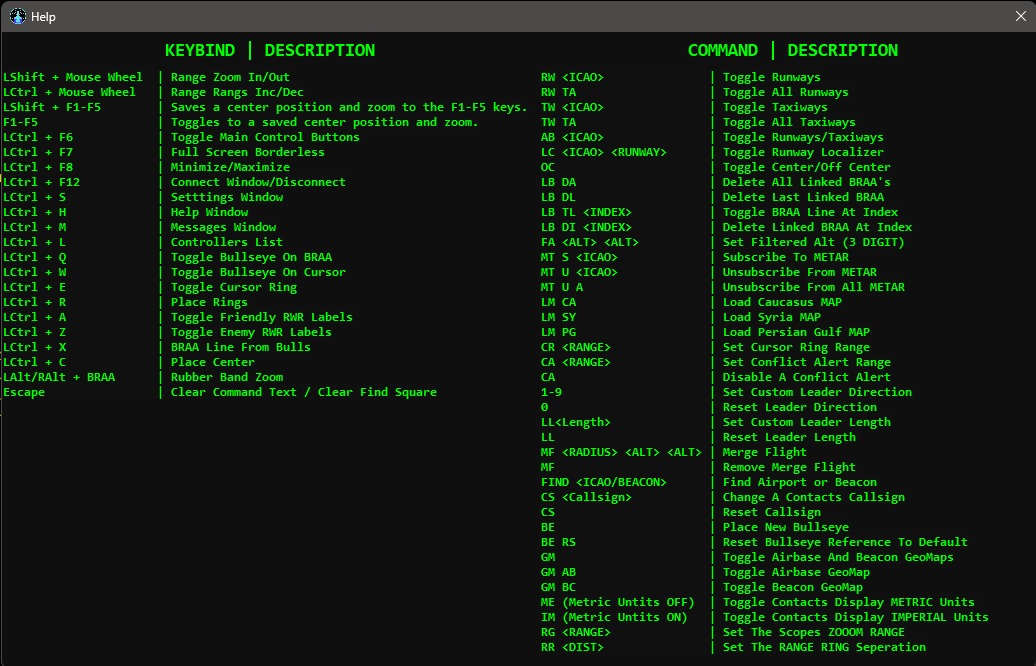 Help
KEYBIND | DESCRIPTION
LShift + Mouse Wheel | Range Zoom In/Out
LCtrl + Mouse Wheel | Range Rangs Inc/Dec
LShift + F1-F5 | Saves a center position and zoom to the F1-F5 keys.
F1-F5 | Toggles to a saved center position and zoom.
LCtrl + F6 | Toggle Main Control Buttons
LCtrl + F7 | Full Screen Borderless
LCtrl + F8 | Minimize/Maximize
LCtrl + F12 | Connect Window/Disconnect
LCtrl + S | Setttings Window
LCtrl + H | Help Window
LCtrl + M | Messages Window
LCtrl + L | Controllers List
LCtrl + Q | Toggle Bullseye On BRAA
LCtrl + W | Toggle Bullseye On Cursor
LCtrl + E | Toggle Cursor Ring
LCtrl + R | Place Rings
LCtrl + A | Toggle Friendly RWR Labels
LCtrl + Z | Toggle Enemy RWR Labels
LCtrl + X | BRAA Line From Bulls
LCtrl + C | Place Center
LAlt/RAlt + BRAA | Rubber Band Zoom
Escape | Clear Command Text / Clear Find Square
COMMAND | DESCRIPTION
RW <ICAO> | Toggle Runways
RW TA | Toggle All Runways
TW <ICAO> | Toggle Taxiways
TW TA | Toggle All Taxiways
AB <ICAO> | Toggle Runways/Taxiways
LC <ICAO> <RUNWAY> | Toggle Runway Localizer
OC | Toggle Center/Off Center
LB DA | Delete All Linked BRAA's
LB DL | Delete Last Linked BRAA
LB TL <INDEX> | Toggle BRAA Line At Index
LB DI <INDEX> | Delete Linked BRAA At Index
FA <ALT> <ALT> | Set Filtered Alt (3 DIGIT)
MT S <ICAO> | Subscribe To METAR
MT U <ICAO> | Unsubscribe From METAR
MT U A | Unsubscribe From All METAR
LM CA | Load Caucasus MAP
LM SY | Load Syria MAP
LM PG | Load Persian Gulf MAP
CR <RANGE> | Set Cursor Ring Range
CA <RANGE> | Set Conflict Alert Range
CA | Disable A Conflict Alert
1-9 | Set Custom Leader Direction
0 | Reset Leader Direction
LL<Length> | Set Custom Leader Length
LL | Reset Leader Length
MF <RADIUS> <ALT> <ALT> | Merge Flight
MF | Remove Merge Flight
FIND <ICAO/BEACON> | Find Airport or Beacon
CS <Callsign> | Change A Contacts Callsign
CS | Reset Callsign
BE | Place New Bullseye
BE RS | Reset Bullseye Reference To Default
GM | Toggle Airbase And Beacon GeoMaps
GM AB | Toggle Airbase GeoMap
GM BC | Toggle Beacon GeoMap
ME (Metric Untits OFF) | Toggle Contacts Display METRIC Units
IM (Metric Untits ON) | Toggle Contacts Display IMPERIAL Units
RG <RANGE> | Set The Scopes ZOOOM RANGE
RR <DIST> | Set The RANGE RING Seperation